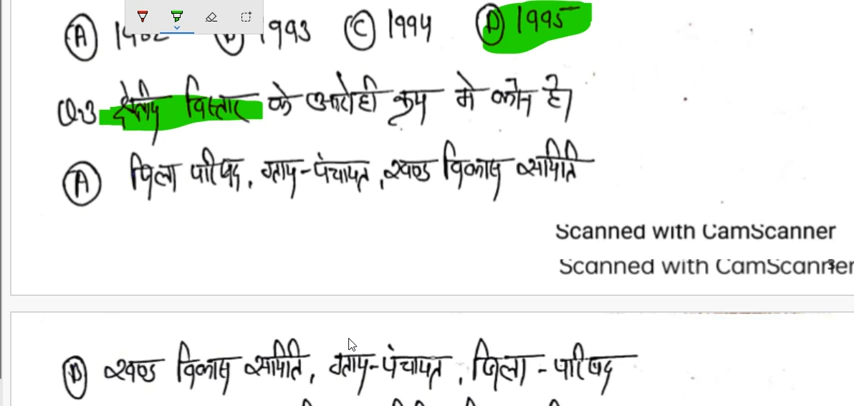 (A) (B) 1993 (C) 1994 (D) 1995
Q.3 क्षेत्रीय विस्तार के आरोही क्रम मे कौन है।
(A) जिला परिषद, ग्राम-पंचायत, खण्ड विकास समिति
Scanned with CamScanner
Scanned with CamScanner
(B) खण्ड विकास समिति, ग्राम-पंचायत, जिला-परिषद